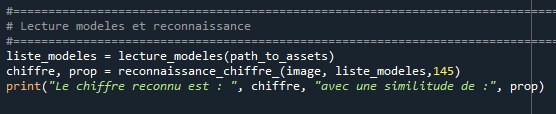 #==============================================================================
# Lecture modeles et reconnaissance
#==============================================================================
liste_modeles = lecture_modeles(path_to_assets)
chiffre, prop = reconnaissance_chiffre_(image, liste_modeles,145)
print("Le chiffre reconnu est : ", chiffre, "avec une similitude de :", prop)